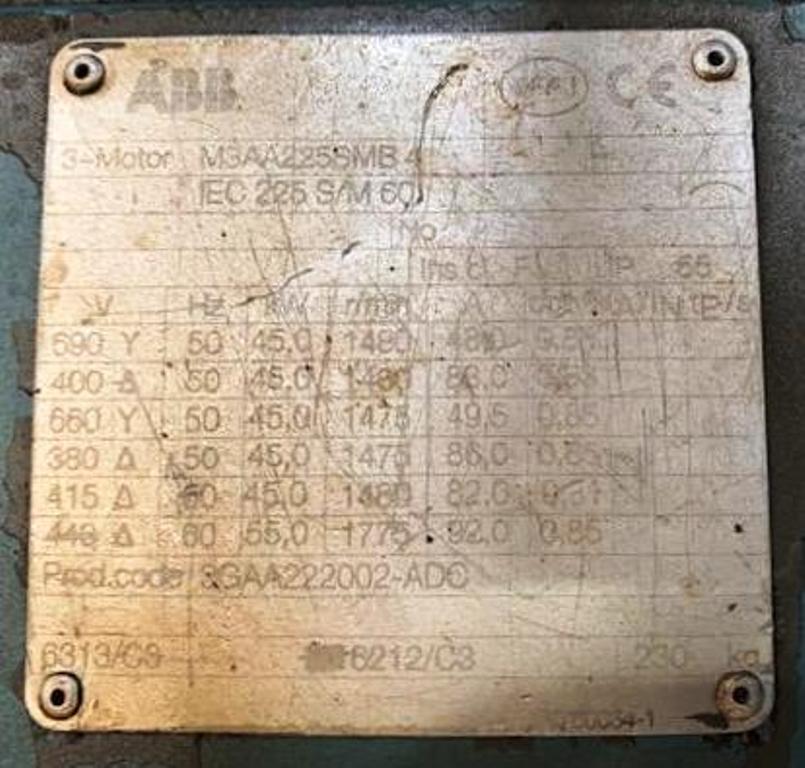 ABB CE
3~Motor M3AA225SMB 4
IEC 225 S/M 60
No
Ins cl. F IP 55
V Hz kW r/min A
690 Y 50 45.0 1480
400 Δ 50 45.0
660 Y 50 45.0 1475 49,5 0,85
380 Δ 50 45,0 1475 86,0 0,85
415 Δ 50 45,0 1480 82.0
440 Δ 60 55,0 1775 92.0 0,85
Prod.code 3GAA222002-ADC
6313/C3 6212/C3 230 kg